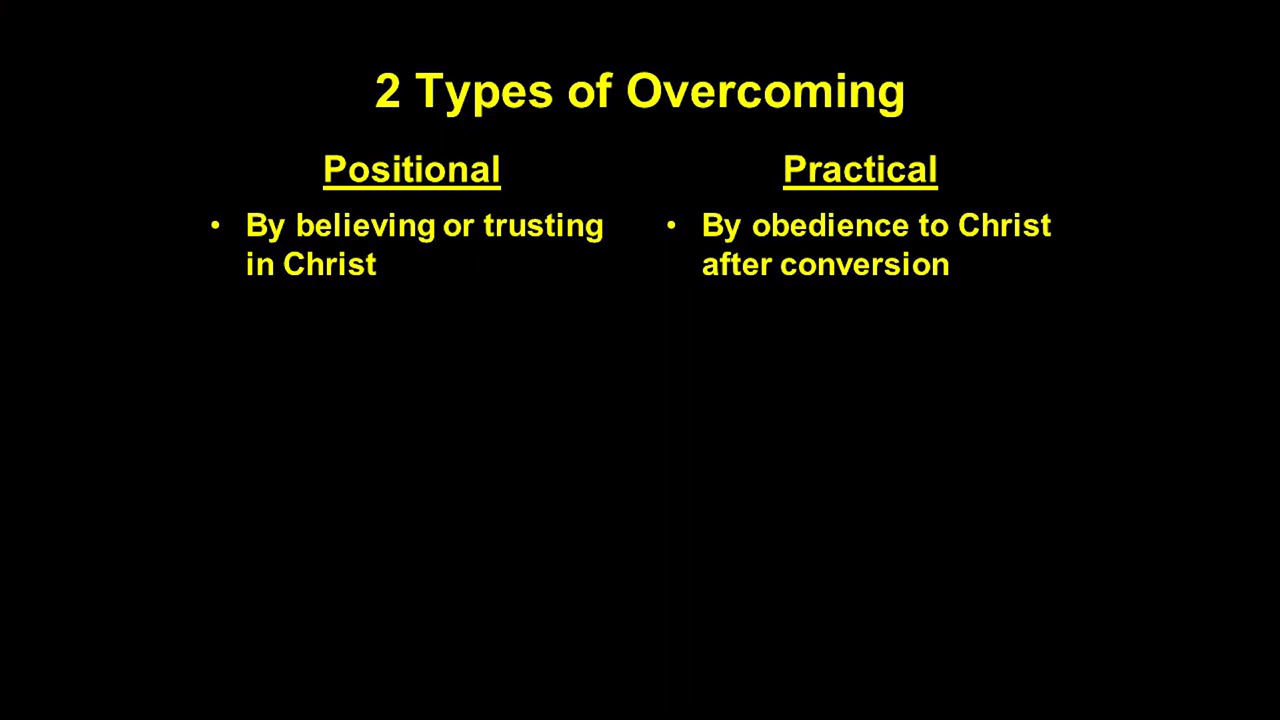 2 Types of Overcoming
Positional
• By believing or trusting
in Christ
Practical
• By obedience to Christ
after conversion